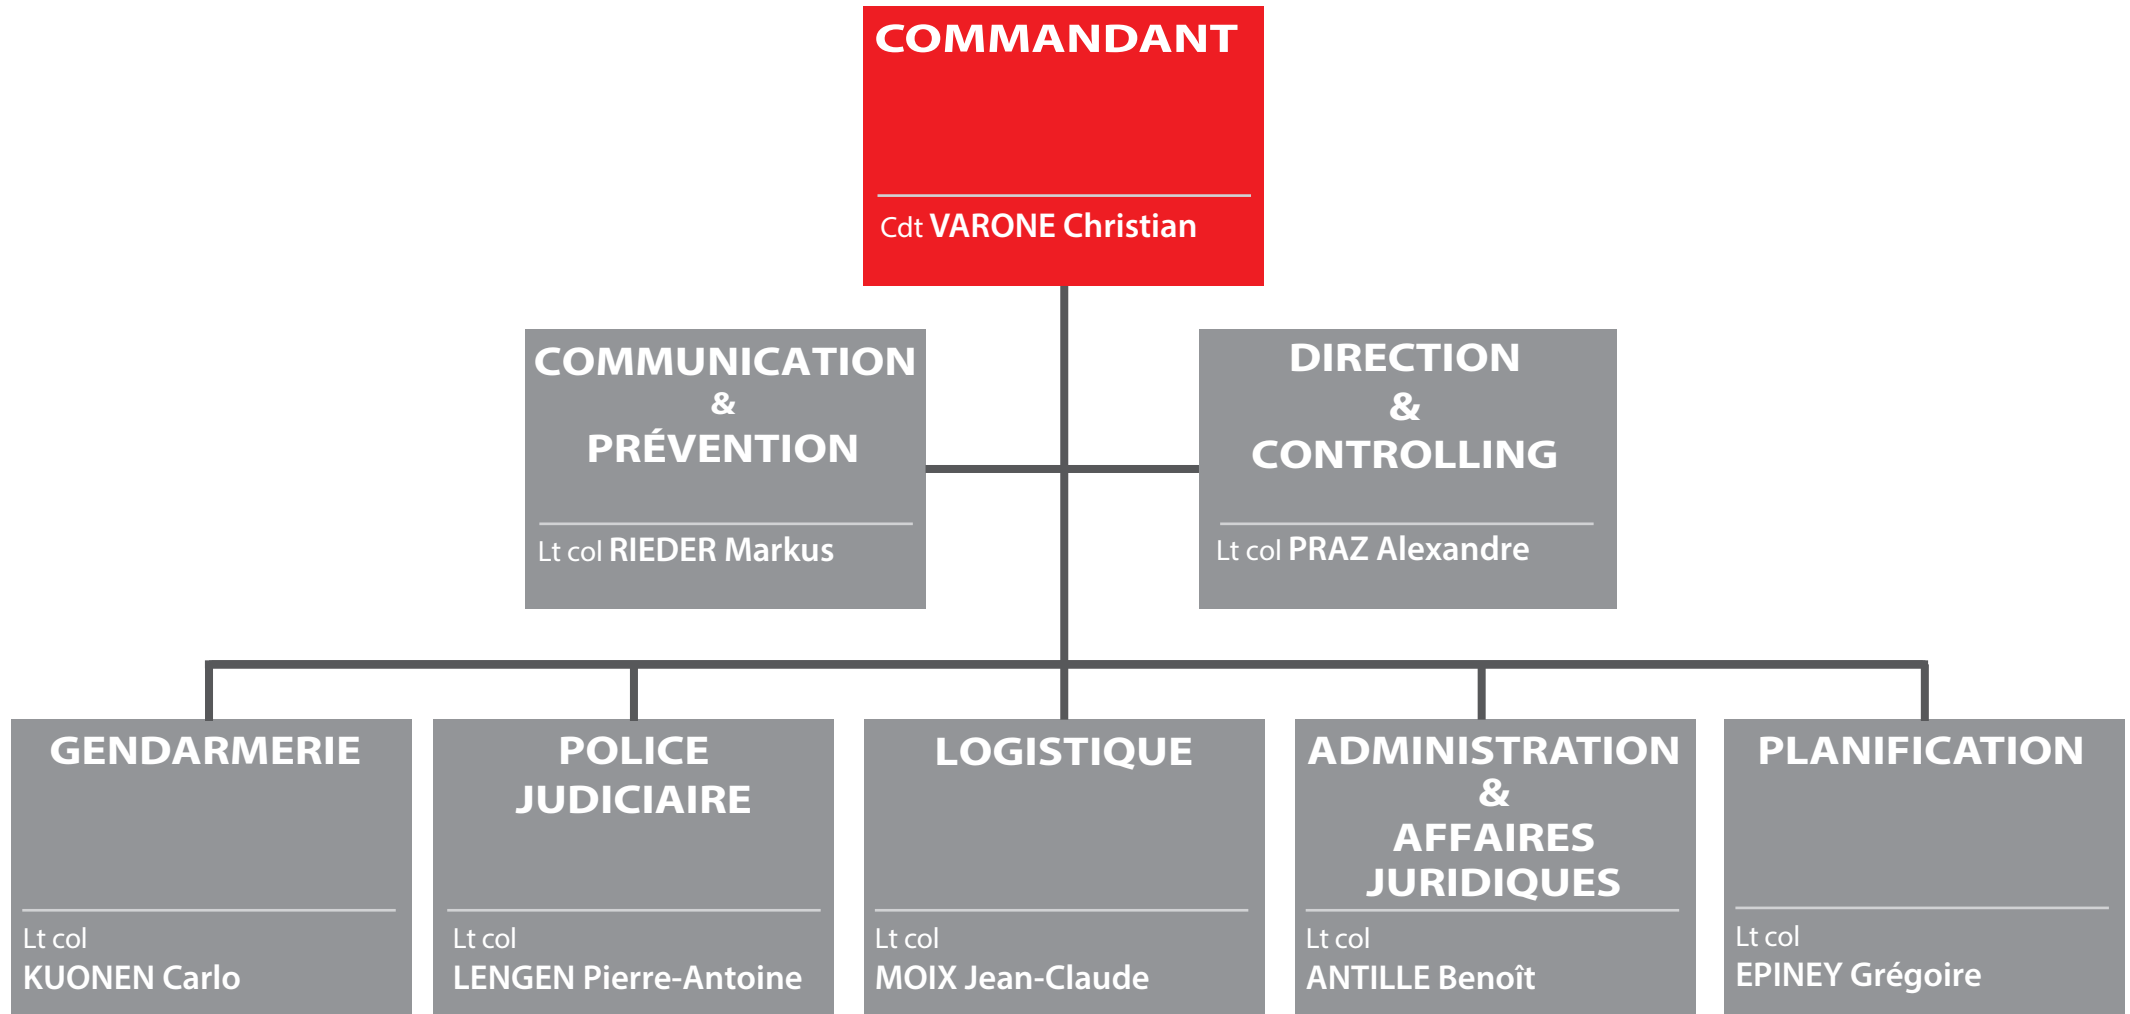 COMMANDANT
Cdt VARONE Christian
COMMUNICATION
&
PRÉVENTION
Lt col RIEDER Markus
DIRECTION
&
CONTROLLING
Lt col PRAZ Alexandre
GENDARMERIE
Lt col
KUONEN Carlo
POLICE
JUDICIAIRE
Lt col
LENGEN Pierre-Antoine
LOGISTIQUE
Lt col
MOIX Jean-Claude
ADMINISTRATION
&
AFFAIRES
JURIDIQUES
Lt col
ANTILLE Benoît
PLANIFICATION
Lt col
EPINEY Grégoire